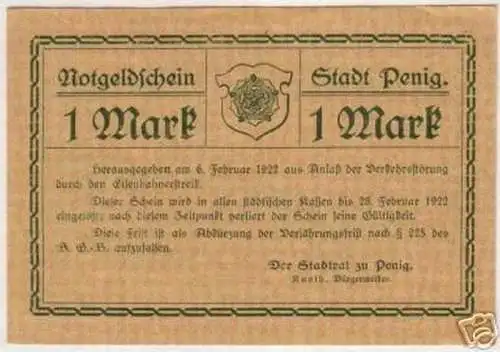 Notgeldschein
Stadt Penig.
1 Mark
1 Mark
Herausgegeben am 6. Februar 1922 aus Anlaß der Verkehrsstörung
durch den Eisenbahnerstreik.
Dieser Schein wird in allen städtischen Kassen bis 28. Februar 1922
eingelöst; nach diesem Zeitpunkt verliert der Schein seine Gültigkeit.
Diese Frist ist als Abkürzung der Verjährungsfrist nach § 225 des
B. G.-B. aufzufassen.
Der Stadtrat zu Penig.
Bürgermeister.